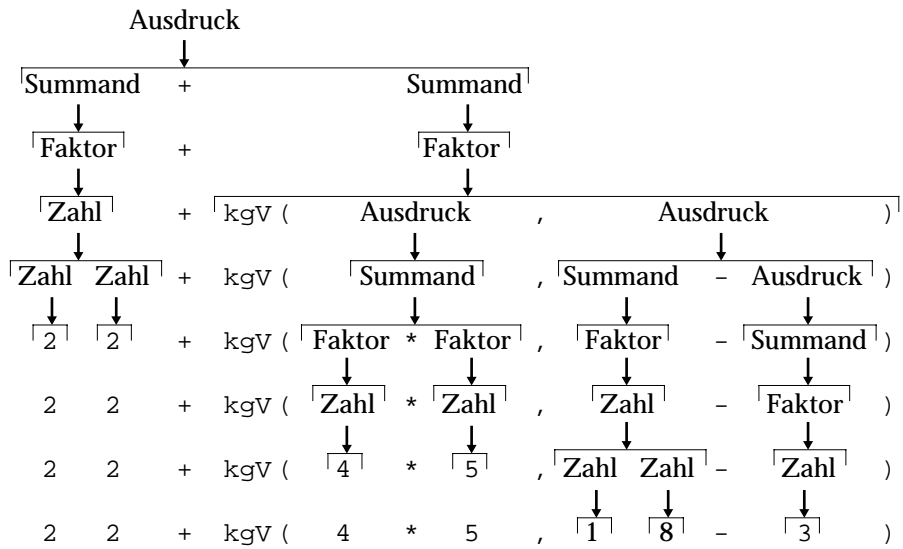 Ausdruck
Summand + Summand
Faktor + Faktor
Zahl + kgV ( Ausdruck , Ausdruck )
Zahl Zahl + kgV ( Summand , Summand – Ausdruck )
2 2 + kgV ( Faktor * Faktor , Faktor – Summand )
2 2 + kgV ( Zahl * Zahl , Zahl – Faktor )
2 2 + kgV ( 4 * 5 , Zahl Zahl – Zahl )
2 2 + kgV ( 4 * 5 , 1 8 – 3 )